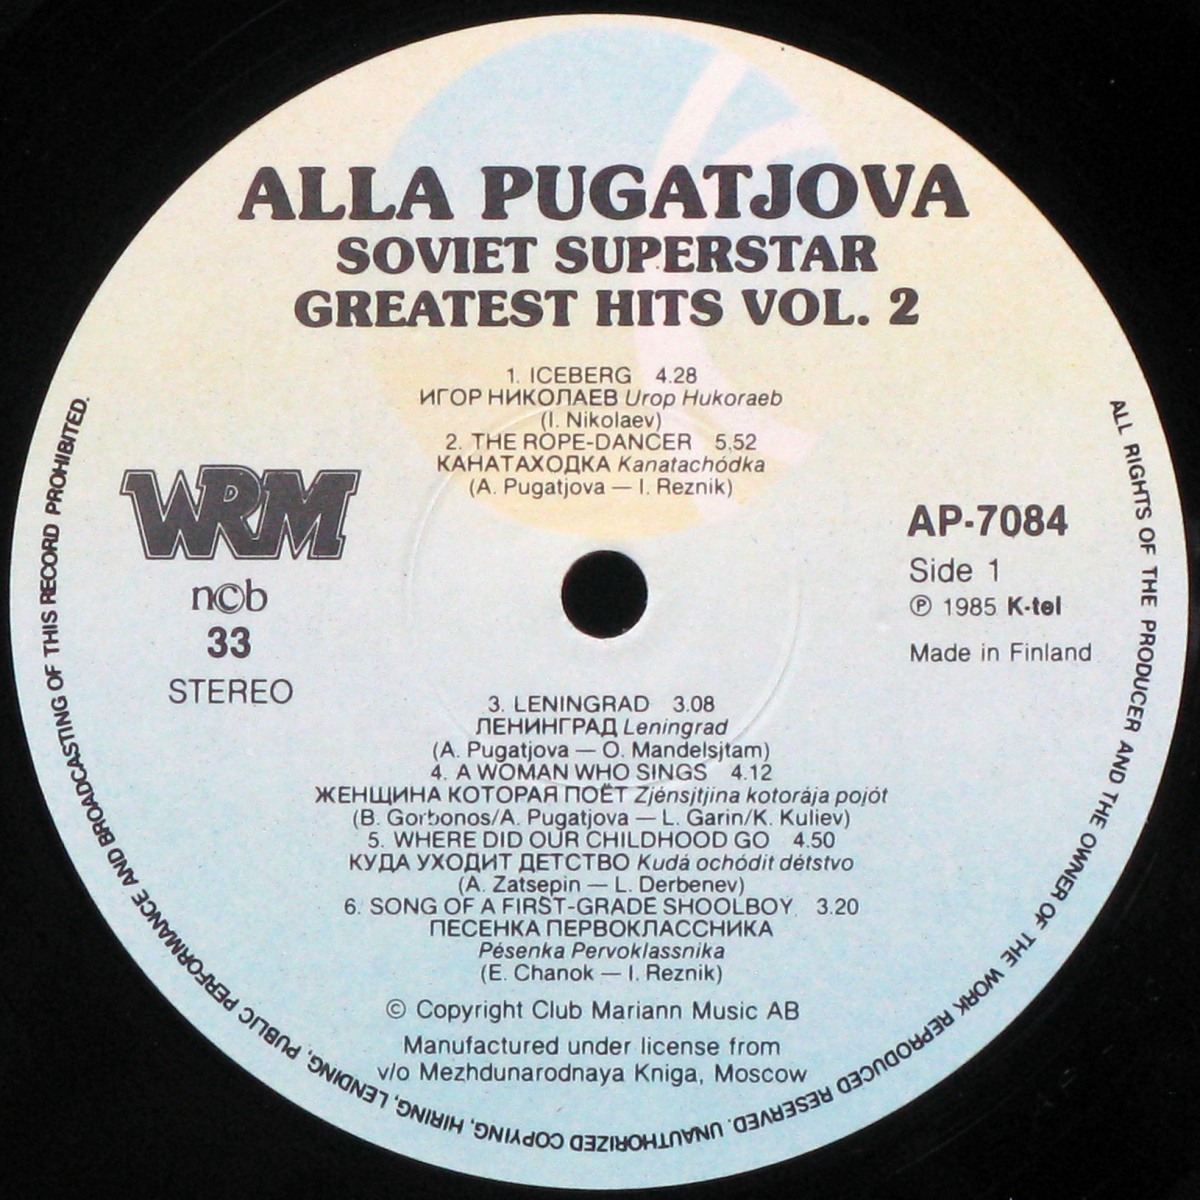 ALLA PUGATJOVA
SOVIET SUPERSTAR
GREATEST HITS VOL. 2
1. ICEBERG 4.28
ИГОР НИКОЛАЕВ Urop Hukoraeb
(I. Nikolaev)
2. THE ROPE-DANCER 5,52
КАНАТАХОДКА Kanatachódka
(A. Pugatjova — I. Reznik)
WRM
n©b
33
STEREO
AP-7084
Side 1
℗ 1985 K-tel
Made in Finland
3. LENINGRAD 3.08
ЛЕНИНГРАД Leningrad
(A. Pugatjova — O. Mandelsjtam)
4. A WOMAN WHO SINGS 4.12
ЖЕНЩИНА КОТОРАЯ ПОЁТ Zjénsjtjina kotorája pojót
(B. Gorbonos/A. Pugatjova — L. Garin/K. Kuliev)
5. WHERE DID OUR CHILDHOOD GO 4.50
КУДА УХОДИТ ДЕТСТВО Kudá ochódit détstvo
(A. Zatsepin — L. Derbenev)
6. SONG OF A FIRST-GRADE SHOOLBOY 3.20
ПЕСЕНКА ПЕРВОКЛАССНИКА
Pésenka Pervoklassnika
(E. Chanok — I. Reznik)
© Copyright Club Mariann Music AB
Manufactured under license from
v/o Mezhdunarodnaya Kniga, Moscow
ALL RIGHTS OF THE PRODUCER AND THE OWNER OF THE WORK REPRODUCED RESERVED. UNAUTHORIZED COPYING, HIRING, LENDING, PUBLIC PERFORMANCE AND BROADCASTING OF THIS RECORD PROHIBITED.